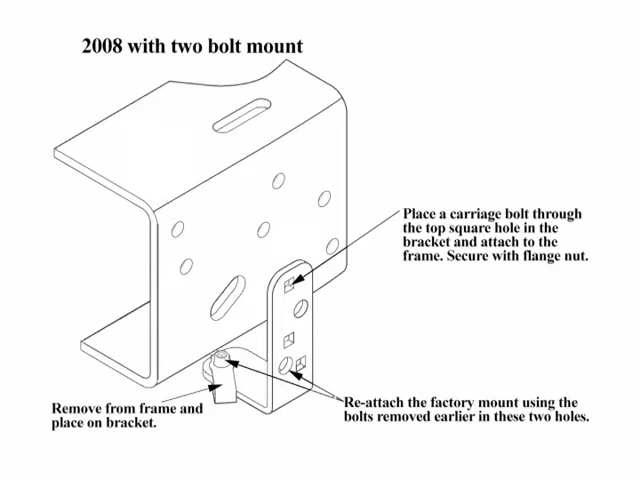 2008 with two bolt mount
Place a carriage bolt through
the top square hole in the
bracket and attach to the
frame. Secure with flange nut.
Remove from frame and
place on bracket.
Re-attach the factory mount using the
bolts removed earlier in these two holes.